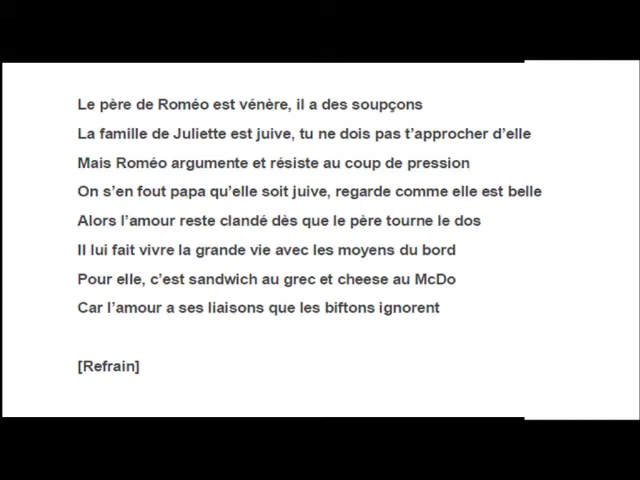 Le père de Roméo est vénère, il a des soupçons
La famille de Juliette est juive, tu ne dois pas t’approcher d’elle
Mais Roméo argumente et résiste au coup de pression
On s’en fout papa qu’elle soit juive, regarde comme elle est belle
Alors l’amour reste clandé dès que le père tourne le dos
Il lui fait vivre la grande vie avec les moyens du bord
Pour elle, c’est sandwich au grec et cheese au McDo
Car l’amour a ses liaisons que les biftons ignorent
[Refrain]